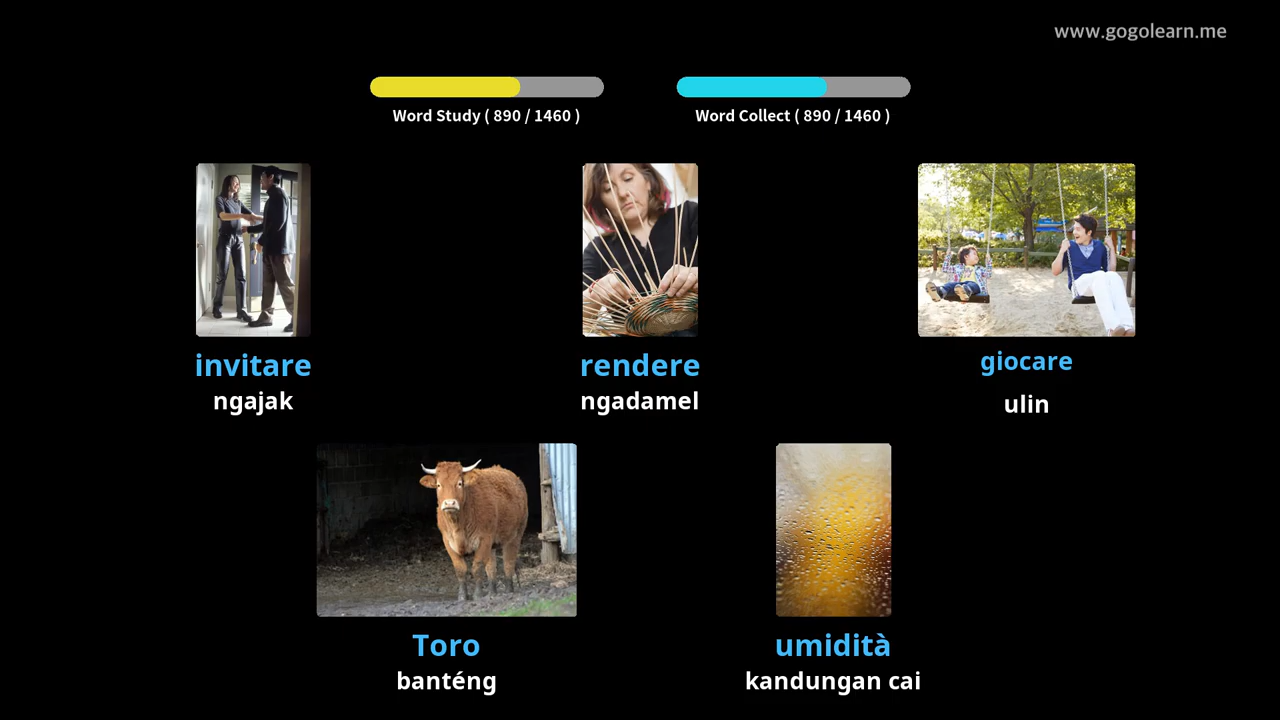 www.gogolearn.me
Word Study ( 890 / 1460 )
Word Collect ( 890 / 1460 )
invitare
ngajak
rendere
ngadamel
giocare
ulin
Toro
banténg
umidità
kandungan cai